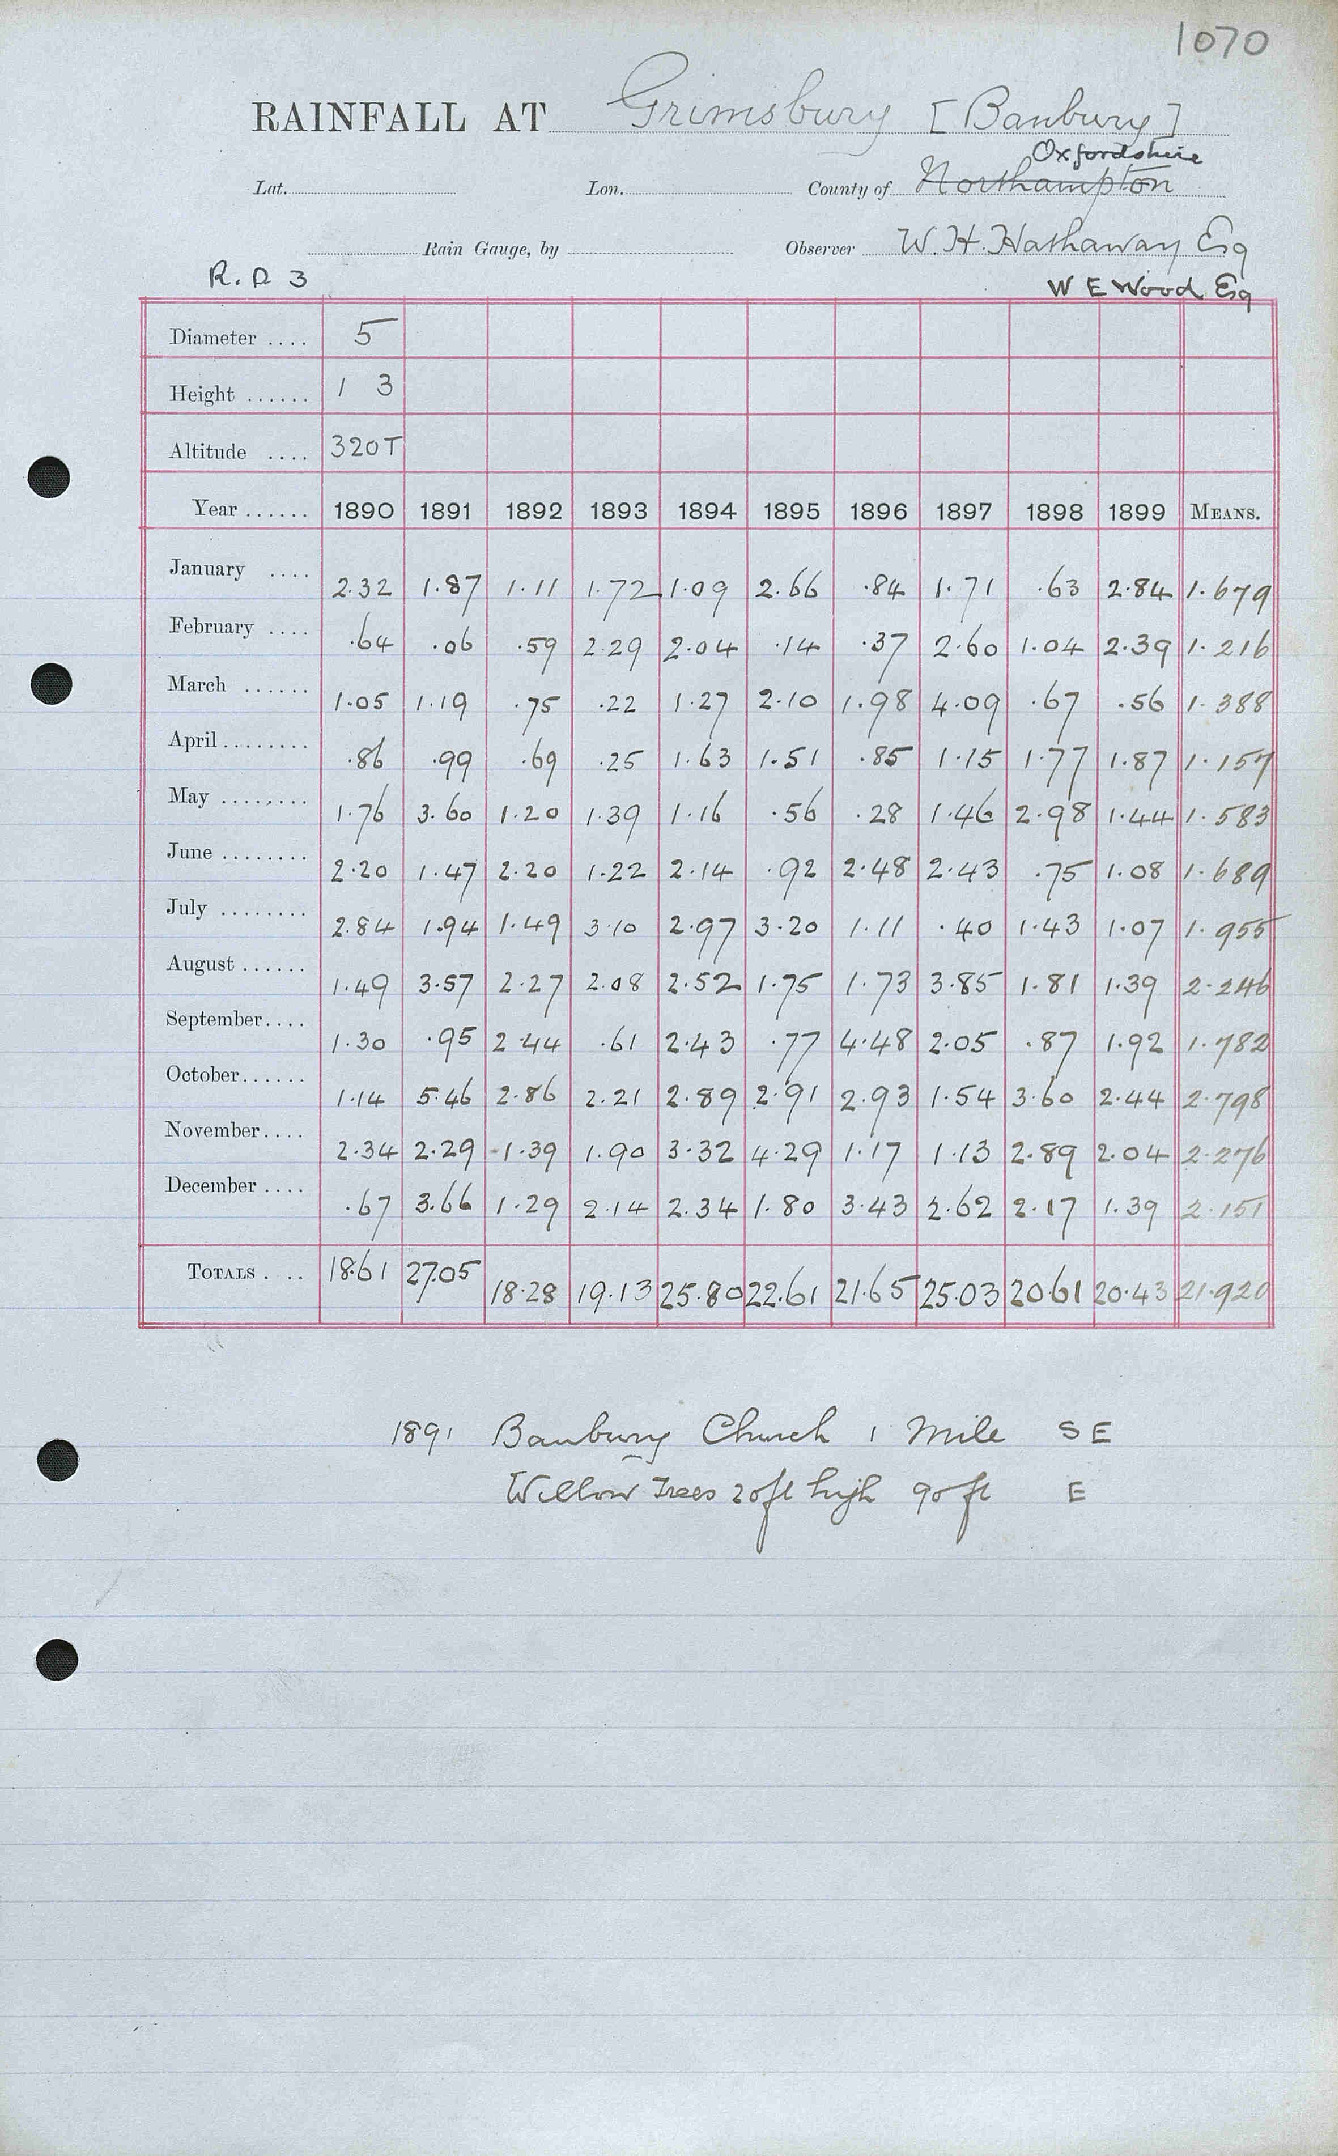 1070
RAINFALL AT Grimsbury [Banbury]
Oxfordshire
Lat. Lon. County of Northampton
Rain Gauge, by Observer W. H. Hathaway Esq
R. D 3 W E Wood Esq
Diameter .... 5
Height ...... 1 3
Altitude .... 320T
Year ...... 1890 1891 1892 1893 1894 1895 1896 1897 1898 1899 MEANS.
January .... 2.32 1.87 1.11 1.72 1.09 2.66 .84 1.71 .63 2.84 1.679
February .... .64 .06 .59 2.29 2.04 .14 .37 2.60 1.04 2.39 1.216
March ...... 1.05 1.19 .75 .22 1.27 2.10 1.98 4.09 .67 .56 1.388
April ........ .86 .99 .69 .25 1.63 1.51 .85 1.15 1.77 1.87 1.157
May ........ 1.76 3.60 1.20 1.39 1.16 .56 .28 1.46 2.98 1.44 1.583
June ........ 2.20 1.47 2.20 1.22 2.14 .92 2.48 2.43 .75 1.08 1.689
July ........ 2.84 1.94 1.49 3.10 2.97 3.20 1.11 .40 1.43 1.07 1.955
August ...... 1.49 3.57 2.27 2.08 2.52 1.75 1.73 3.85 1.81 1.39 2.246
September .... 1.30 .95 2.44 .61 2.43 .77 4.48 2.05 .87 1.92 1.782
October ...... 1.14 5.46 2.86 2.21 2.89 2.91 2.93 1.54 3.60 2.44 2.798
November .... 2.34 2.29 1.39 1.90 3.32 4.29 1.17 1.13 2.89 2.04 2.276
December .... .67 3.66 1.29 2.14 2.34 1.80 3.43 2.62 2.17 1.39 2.151
TOTALS . .. 18.61 27.05 18.28 19.13 25.80 22.61 21.65 25.03 20.61 20.43 21.920
1891 Banbury Church 1 Mile S E
Willow Trees 20ft high 90 ft E